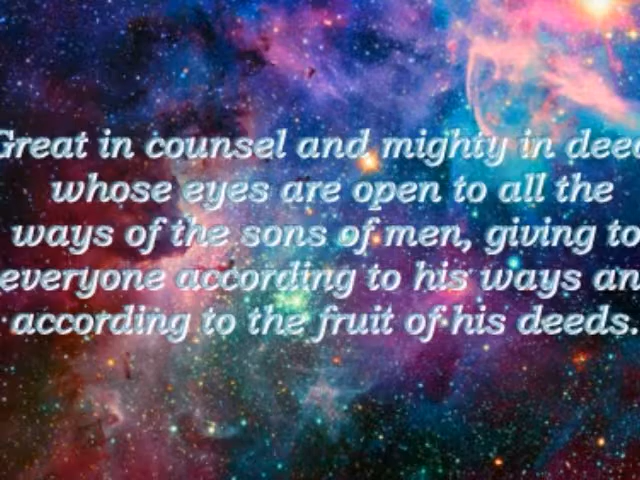 Great in counsel and mighty in deed
whose eyes are open to all the
ways of the sons of men, giving to
everyone according to his ways an
according to the fruit of his deeds.